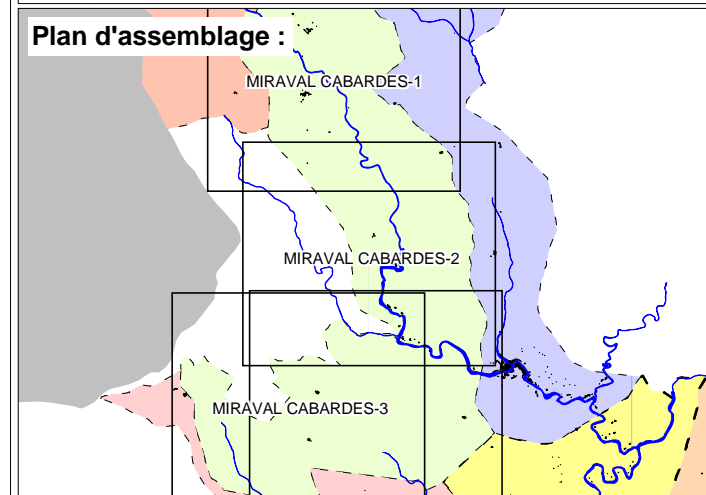 Plan d'assemblage :
MIRAVAL CABARDES-1
MIRAVAL CABARDES-2
MIRAVAL CABARDES-3